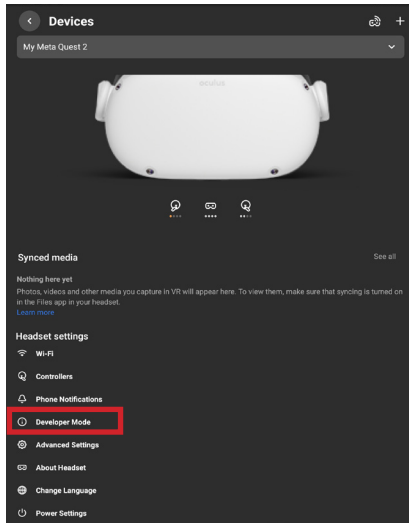 Devices
My Meta Quest 2
oculus
Synced media
See all
Nothing here yet
Photos, videos and other media you capture in VR will appear here. To view them, make sure that syncing is turned on
in the Files app in your headset.
Learn more
Headset settings
Wi-Fi
Controllers
Phone Notifications
Developer Mode
Advanced Settings
About Headset
Change Language
Power Settings